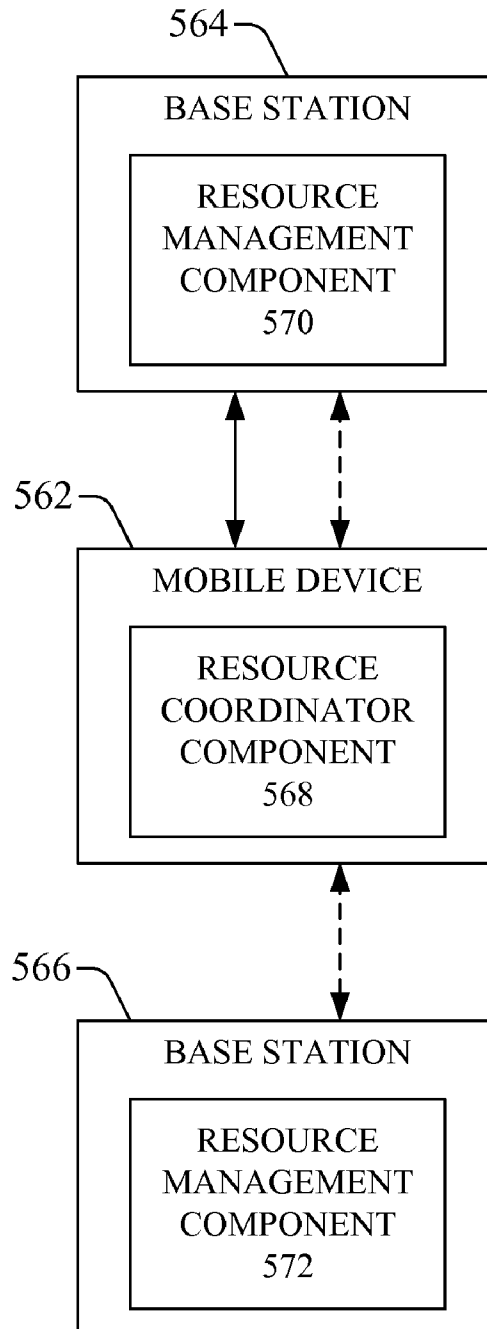 564
BASE STATION
RESOURCE
MANAGEMENT
COMPONENT
570
562
MOBILE DEVICE
RESOURCE
COORDINATOR
COMPONENT
568
566
BASE STATION
RESOURCE
MANAGEMENT
COMPONENT
572